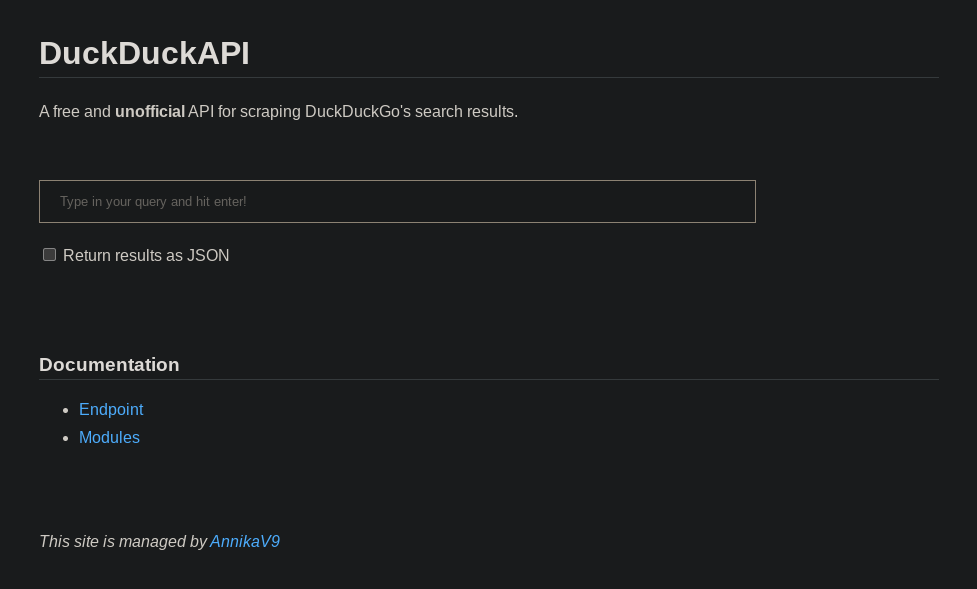 DuckDuckAPI
A free and unofficial API for scraping DuckDuckGo's search results.
Type in your query and hit enter!
Return results as JSON
Documentation
Endpoint
Modules
This site is managed by AnnikaV9